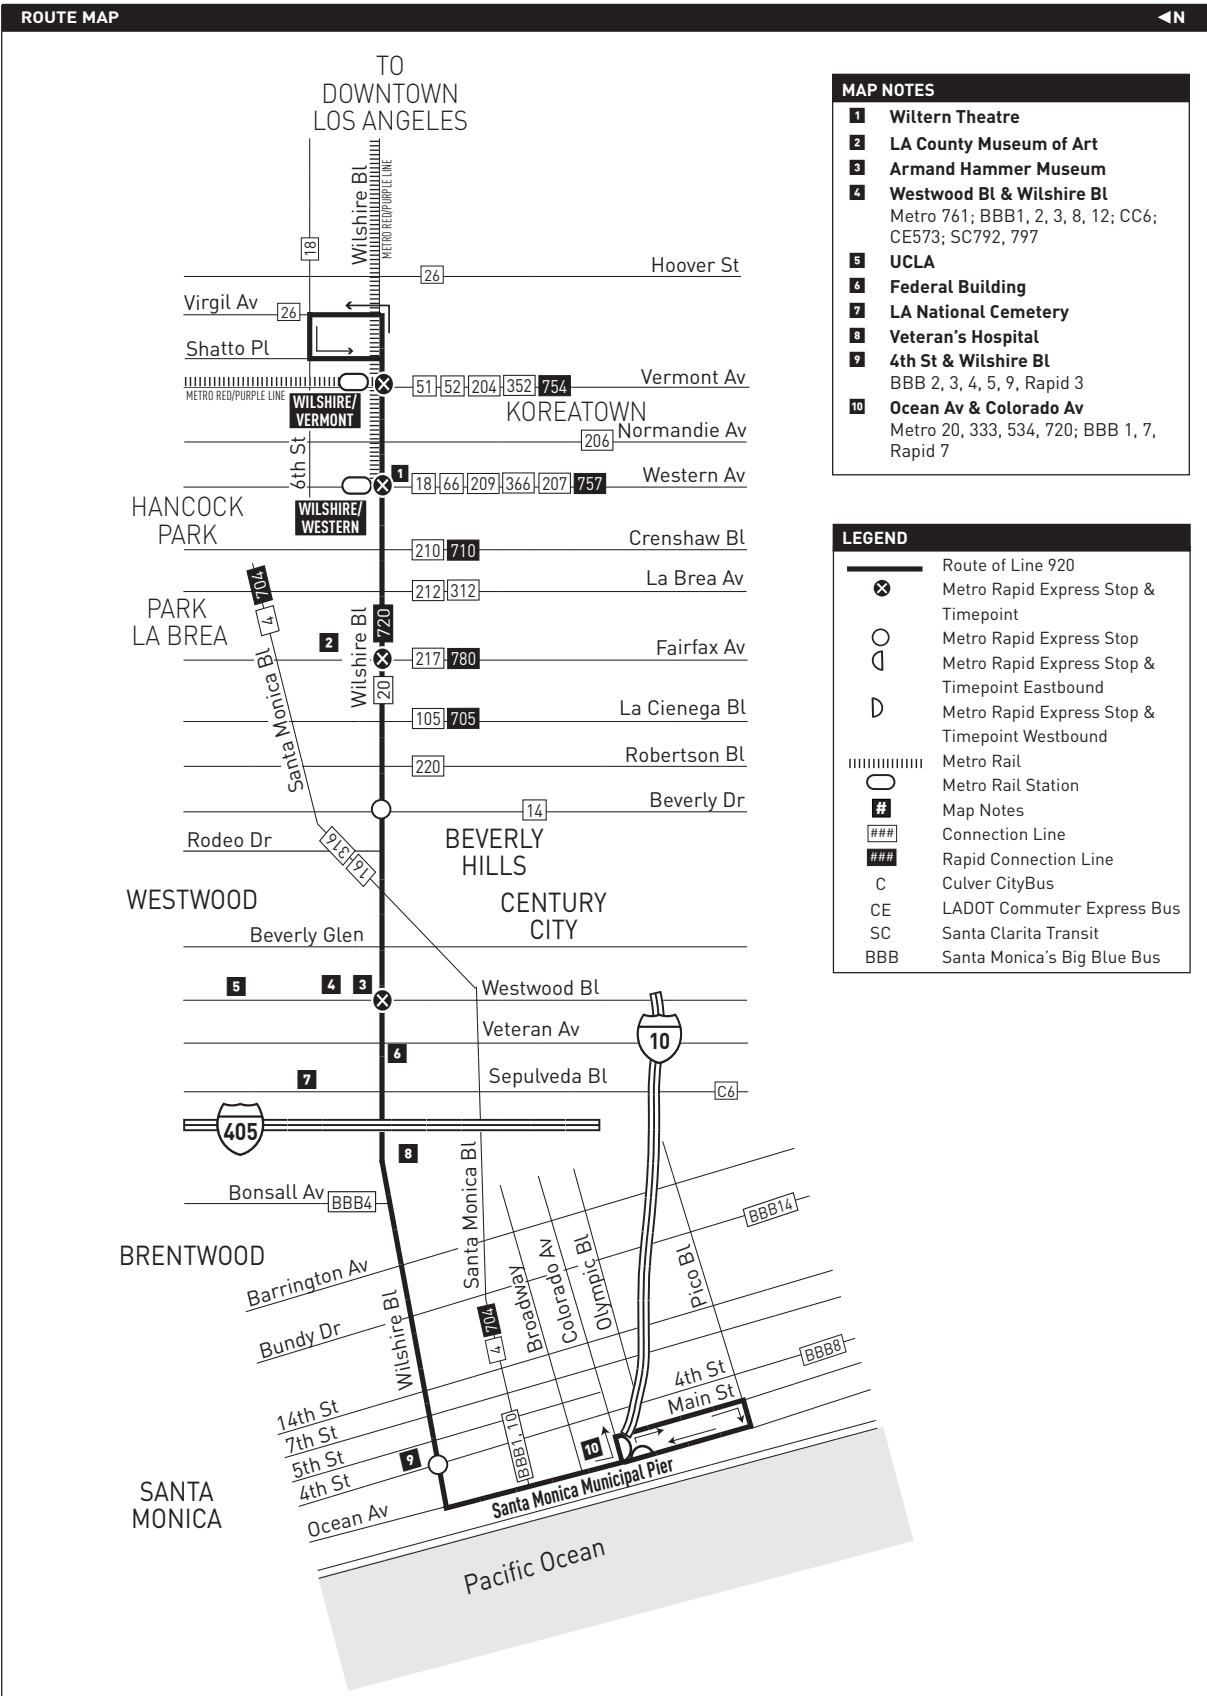 ROUTE MAP
N
TO
DOWNTOWN
LOS ANGELES
Wilshire Bl
METRO RED/PURPLE LINE
18
Hoover St
26
Virgil Av
26
Shatto Pl
METRO RED/PURPLE LINE
WILSHIRE/
VERMONT
51 52 204 352 754
Vermont Av
KOREATOWN
206
Normandie Av
6th St
1
18 66 209 366 207 757
Western Av
WILSHIRE/
WESTERN
HANCOCK
PARK
210 710
Crenshaw Bl
212 312
La Brea Av
704
4
PARK
LA BREA
2
Wilshire Bl
720
20
217 780
Fairfax Av
Santa Monica Bl
105 705
La Cienega Bl
220
Robertson Bl
14
Beverly Dr
Rodeo Dr
16/316
16
BEVERLY
HILLS
WESTWOOD
CENTURY
CITY
Beverly Glen
5
4
3
Westwood Bl
Veteran Av
10
6
7
Sepulveda Bl
C6
405
8
Santa Monica Bl
Bonsall Av
BBB4
BBB14
BRENTWOOD
Barrington Av
Bundy Dr
Wilshire Bl
704
4
Broadway
Colorado Av
Olympic Bl
Pico Bl
BBB8
4th St
Main St
14th St
7th St
5th St
4th St
9
BBB1, 10
10
SANTA
MONICA
Ocean Av
Santa Monica Municipal Pier
Pacific Ocean
MAP NOTES
1 Wiltern Theatre
2 LA County Museum of Art
3 Armand Hammer Museum
4 Westwood Bl & Wilshire Bl
Metro 761; BBB1, 2, 3, 8, 12; CC6;
CE573; SC792, 797
5 UCLA
6 Federal Building
7 LA National Cemetery
8 Veteran's Hospital
9 4th St & Wilshire Bl
BBB 2, 3, 4, 5, 9, Rapid 3
10 Ocean Av & Colorado Av
Metro 20, 333, 534, 720; BBB 1, 7,
Rapid 7
LEGEND
Route of Line 920
Metro Rapid Express Stop &
Timepoint
Metro Rapid Express Stop
Metro Rapid Express Stop &
Timepoint Eastbound
Metro Rapid Express Stop &
Timepoint Westbound
Metro Rail
Metro Rail Station
# Map Notes
### Connection Line
### Rapid Connection Line
C Culver CityBus
CE LADOT Commuter Express Bus
SC Santa Clarita Transit
BBB Santa Monica's Big Blue Bus